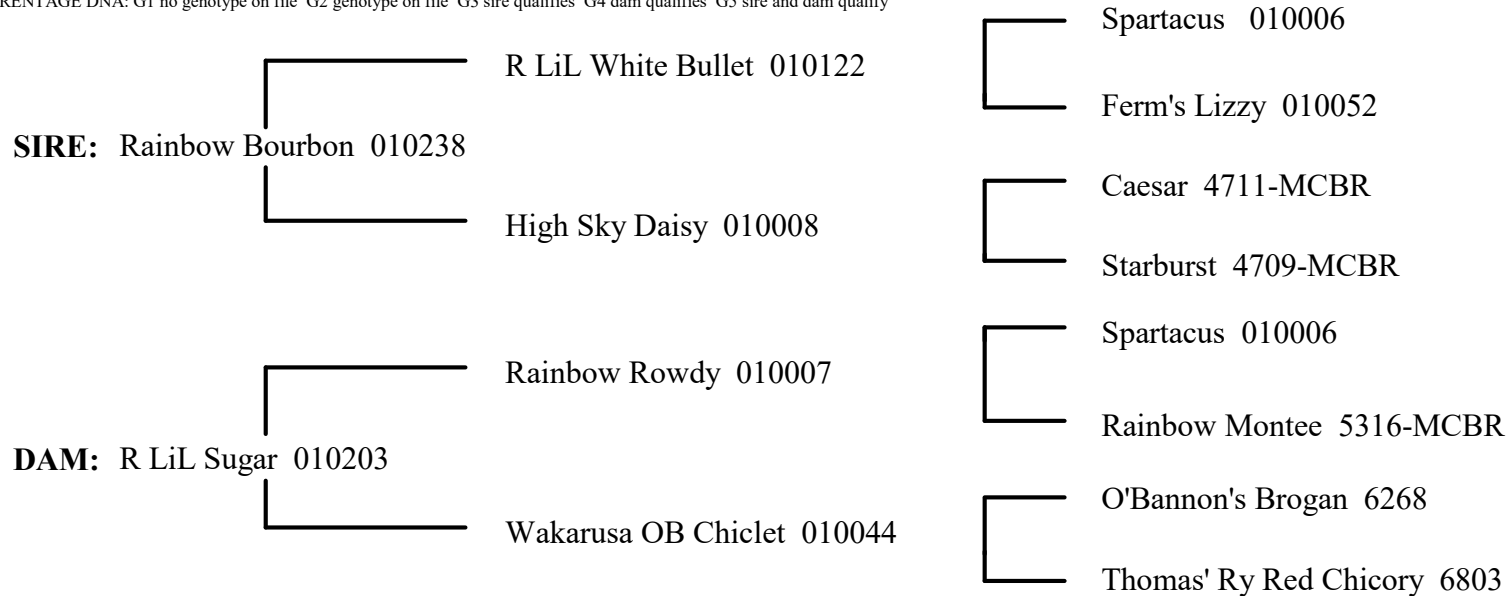 PARENTAGE DNA: G1 no genotype on file G2 genotype on file G3 sire qualifies G4 dam qualifies G5 sire and dam qualify
Spartacus 010006
R LiL White Bullet 010122
Ferm's Lizzy 010052
SIRE: Rainbow Bourbon 010238
Caesar 4711-MCBR
High Sky Daisy 010008
Starburst 4709-MCBR
Spartacus 010006
Rainbow Rowdy 010007
Rainbow Montee 5316-MCBR
DAM: R LiL Sugar 010203
O'Bannon's Brogan 6268
Wakarusa OB Chiclet 010044
Thomas' Ry Red Chicory 6803